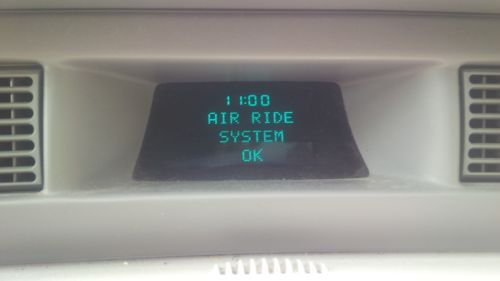 11:00
AIR RIDE
SYSTEM
OK